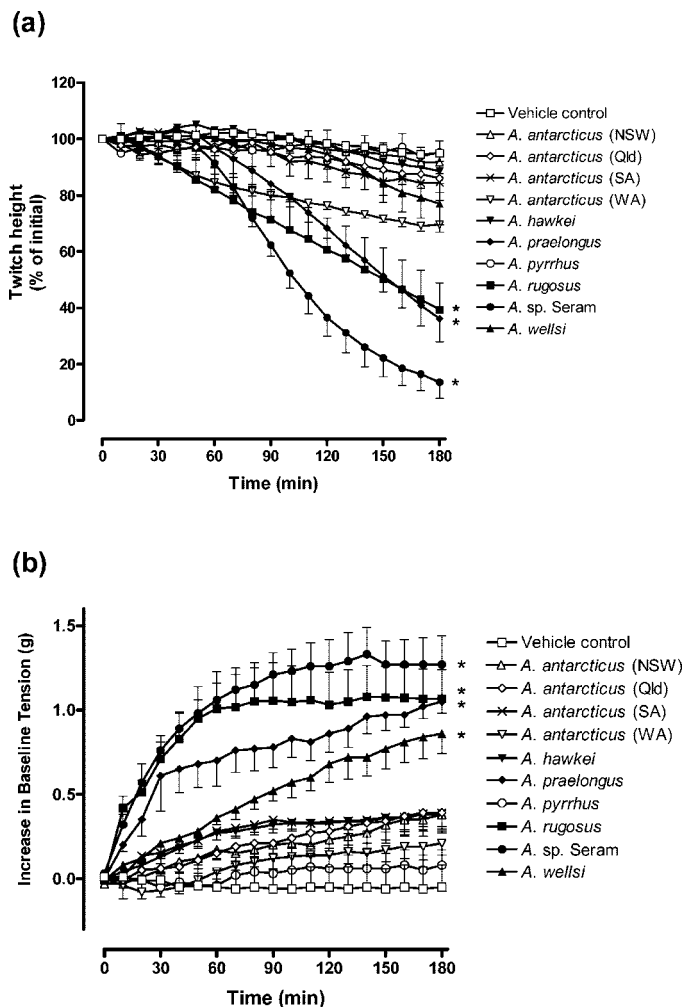 (a)
120
100
80
60
40
20
0
Twitch height
(% of initial)
0 30 60 90 120 150 180
Time (min)
*
*
*
Vehicle control
A. antarcticus (NSW)
A. antarcticus (Qld)
A. antarcticus (SA)
A. antarcticus (WA)
A. hawkei
A. praelongus
A. pyrrhus
A. rugosus
A. sp. Seram
A. wellsi
(b)
1.5
1.0
0.5
0.0
Increase in Baseline Tension (g)
0 30 60 90 120 150 180
Time (min)
*
*
*
*
Vehicle control
A. antarcticus (NSW)
A. antarcticus (Qld)
A. antarcticus (SA)
A. antarcticus (WA)
A. hawkei
A. praelongus
A. pyrrhus
A. rugosus
A. sp. Seram
A. wellsi